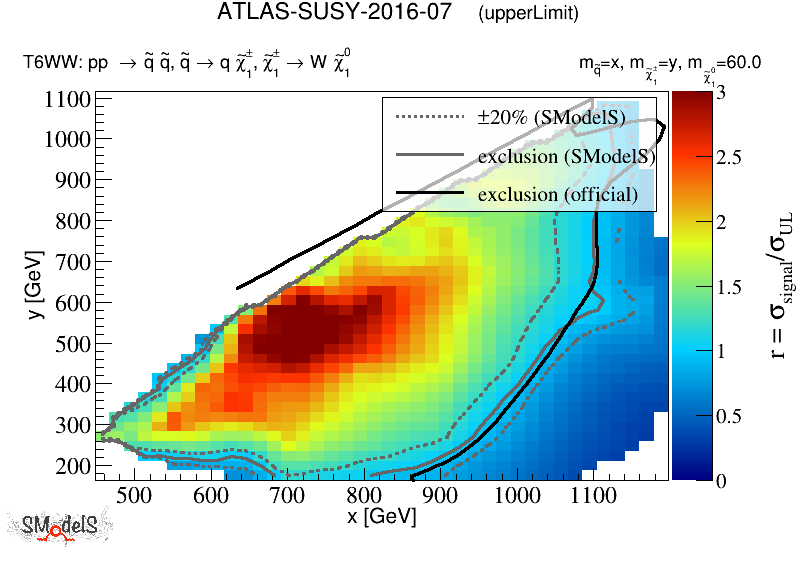 ATLAS-SUSY-2016-07 (upperLimit)
T6WW: pp → q̃ q̃, q̃ → q χ̃₁±, χ̃₁± → W χ̃₁⁰
m_q̃=x, m_χ̃₁±=y, m_χ̃₁⁰=60.0
±20% (SModelS)
exclusion (SModelS)
exclusion (official)
1100
1000
900
800
700
600
500
400
300
200
y [GeV]
500 600 700 800 900 1000 1100
x [GeV]
3
2.5
2
1.5
1
0.5
0
r = σ_signal/σ_UL
SModelS